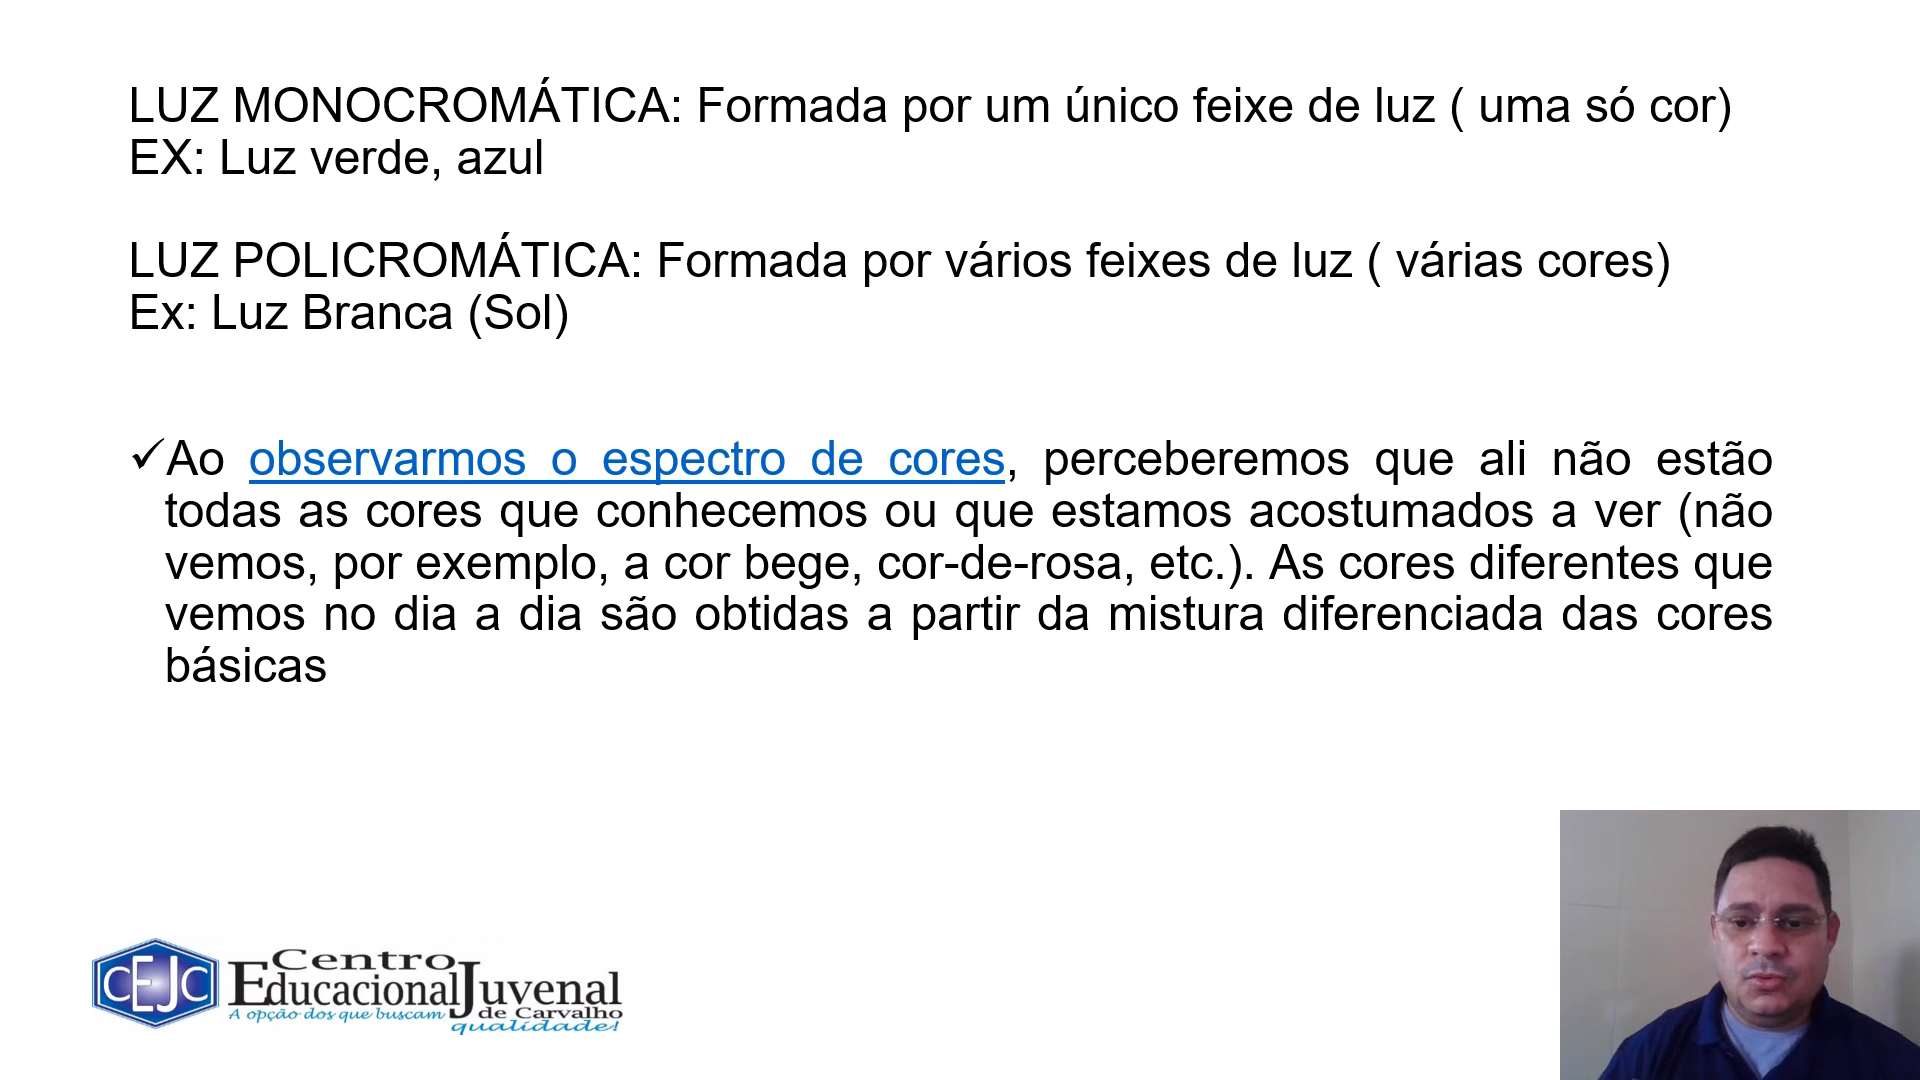 LUZ MONOCROMÁTICA: Formada por um único feixe de luz ( uma só cor)
EX: Luz verde, azul
LUZ POLICROMÁTICA: Formada por vários feixes de luz ( várias cores)
Ex: Luz Branca (Sol)
✓Ao observarmos o espectro de cores, perceberemos que ali não estão
todas as cores que conhecemos ou que estamos acostumados a ver (não
vemos, por exemplo, a cor bege, cor-de-rosa, etc.). As cores diferentes que
vemos no dia a dia são obtidas a partir da mistura diferenciada das cores
básicas
CEJC
Centro
Educacional Juvenal
de Carvalho
A opção dos que buscam
qualidade!